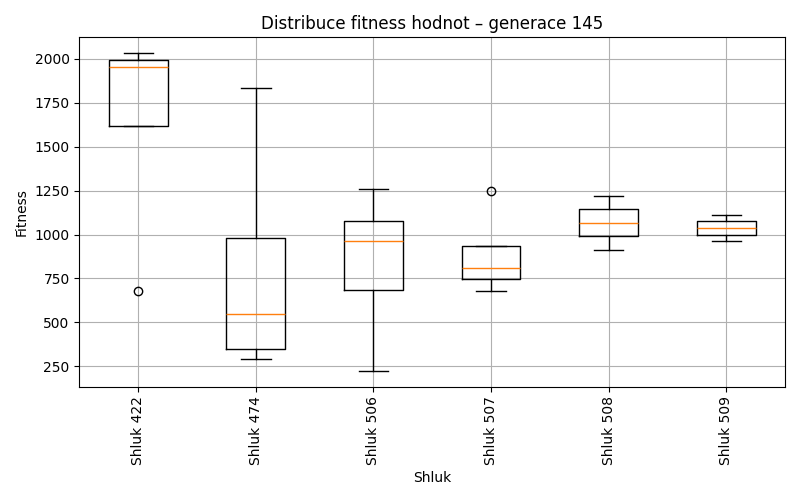 Distribuce fitness hodnot – generace 145
Fitness
2000
1750
1500
1250
1000
750
500
250
Shluk 422
Shluk 474
Shluk 506
Shluk 507
Shluk 508
Shluk 509
Shluk